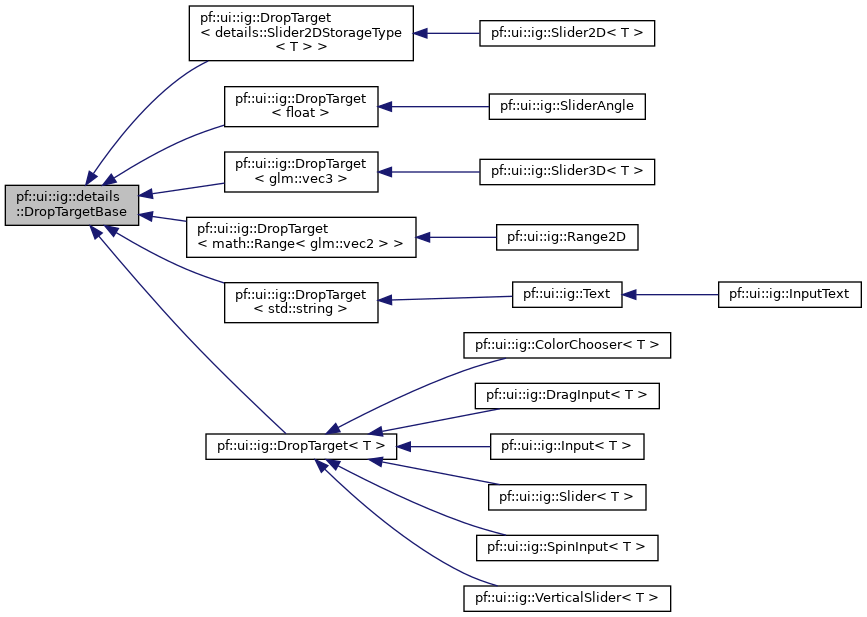 pf::ui::ig::DropTarget
< details::Slider2DStorageType
< T > >
pf::ui::ig::Slider2D< T >
pf::ui::ig::DropTarget
< float >
pf::ui::ig::SliderAngle
pf::ui::ig::DropTarget
< glm::vec3 >
pf::ui::ig::Slider3D< T >
pf::ui::ig::details
::DropTargetBase
pf::ui::ig::DropTarget
< math::Range< glm::vec2 > >
pf::ui::ig::Range2D
pf::ui::ig::DropTarget
< std::string >
pf::ui::ig::Text
pf::ui::ig::InputText
pf::ui::ig::ColorChooser< T >
pf::ui::ig::DragInput< T >
pf::ui::ig::DropTarget< T >
pf::ui::ig::Input< T >
pf::ui::ig::Slider< T >
pf::ui::ig::SpinInput< T >
pf::ui::ig::VerticalSlider< T >